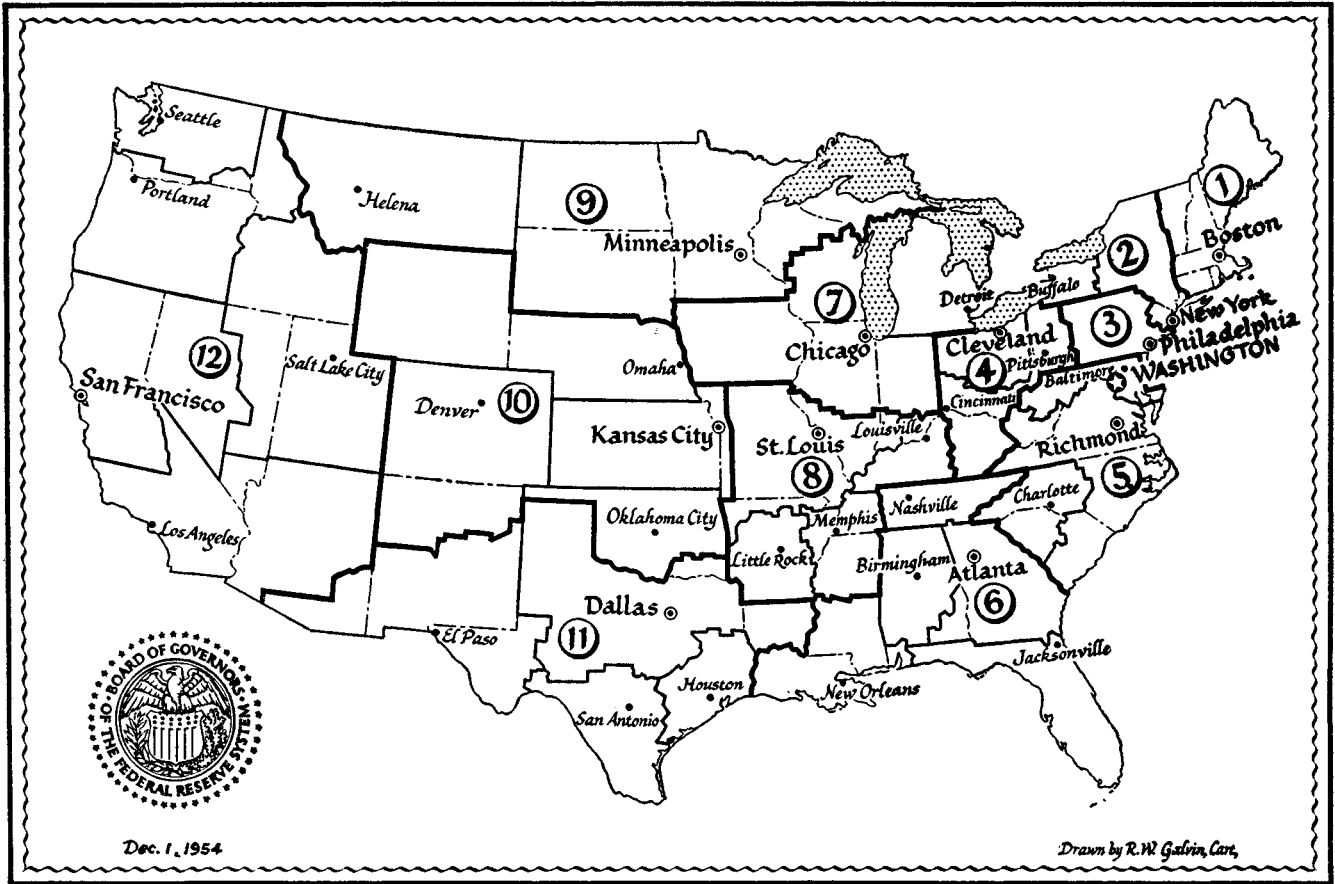 Seattle
Portland
Helena
9
Minneapolis
1
Boston
2
Buffalo
Detroit
7
Chicago
Cleveland
4
Pittsburgh
3
New York
Philadelphia
WASHINGTON
Baltimore
Cincinnati
12
San Francisco
Salt Lake City
Omaha
Denver
10
Kansas City
St. Louis
8
Louisville
Richmond
5
Los Angeles
Oklahoma City
Memphis
Nashville
Charlotte
Little Rock
Birmingham
Atlanta
6
Dallas
11
El Paso
Houston
San Antonio
New Orleans
Jacksonville
BOARD OF GOVERNORS
OF THE FEDERAL RESERVE SYSTEM
Dec. 1, 1954
Drawn by R.W. Galvin, Cart.